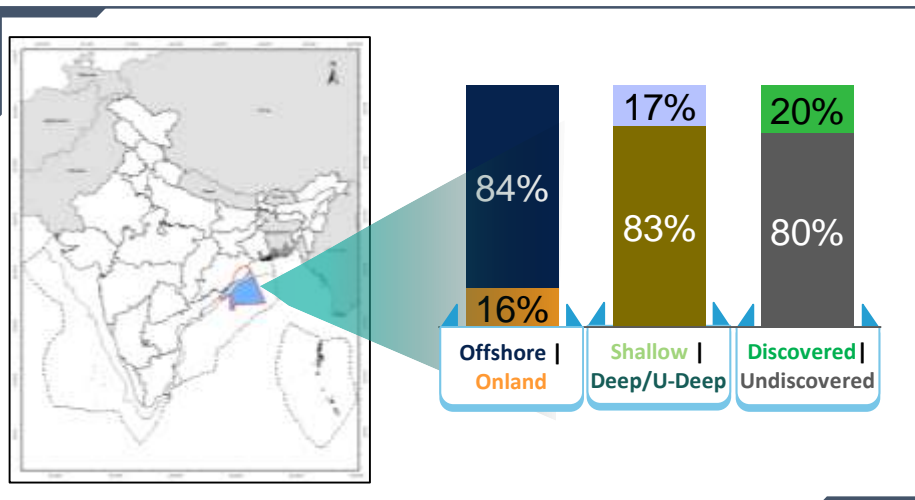 84%
16%
17%
83%
20%
80%
Offshore |
Onland
Shallow |
Deep/U-Deep
Discovered|
Undiscovered